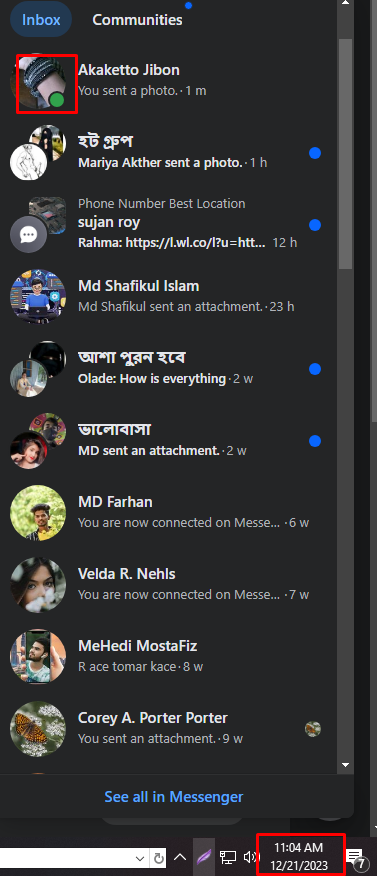 Inbox Communities
Akaketto Jibon
You sent a photo. · 1 m
হট গ্রুপ
Mariya Akther sent a photo. · 1 h
Phone Number Best Location
sujan roy
Rahma: https://l.wl.co/l?u=htt... 12 h
Md Shafikul Islam
Md Shafikul sent an attachment. · 23 h
আশা পুরন হবে
Olade: How is everything · 2 w
ভালোবাসা
MD sent an attachment. · 2 w
MD Farhan
You are now connected on Messe... · 6 w
Velda R. Nehls
You are now connected on Messe... · 7 w
MeHedi MostaFiz
R ace tomar kace · 8 w
Corey A. Porter Porter
You sent an attachment. · 9 w
See all in Messenger
11:04 AM
12/21/2023
7